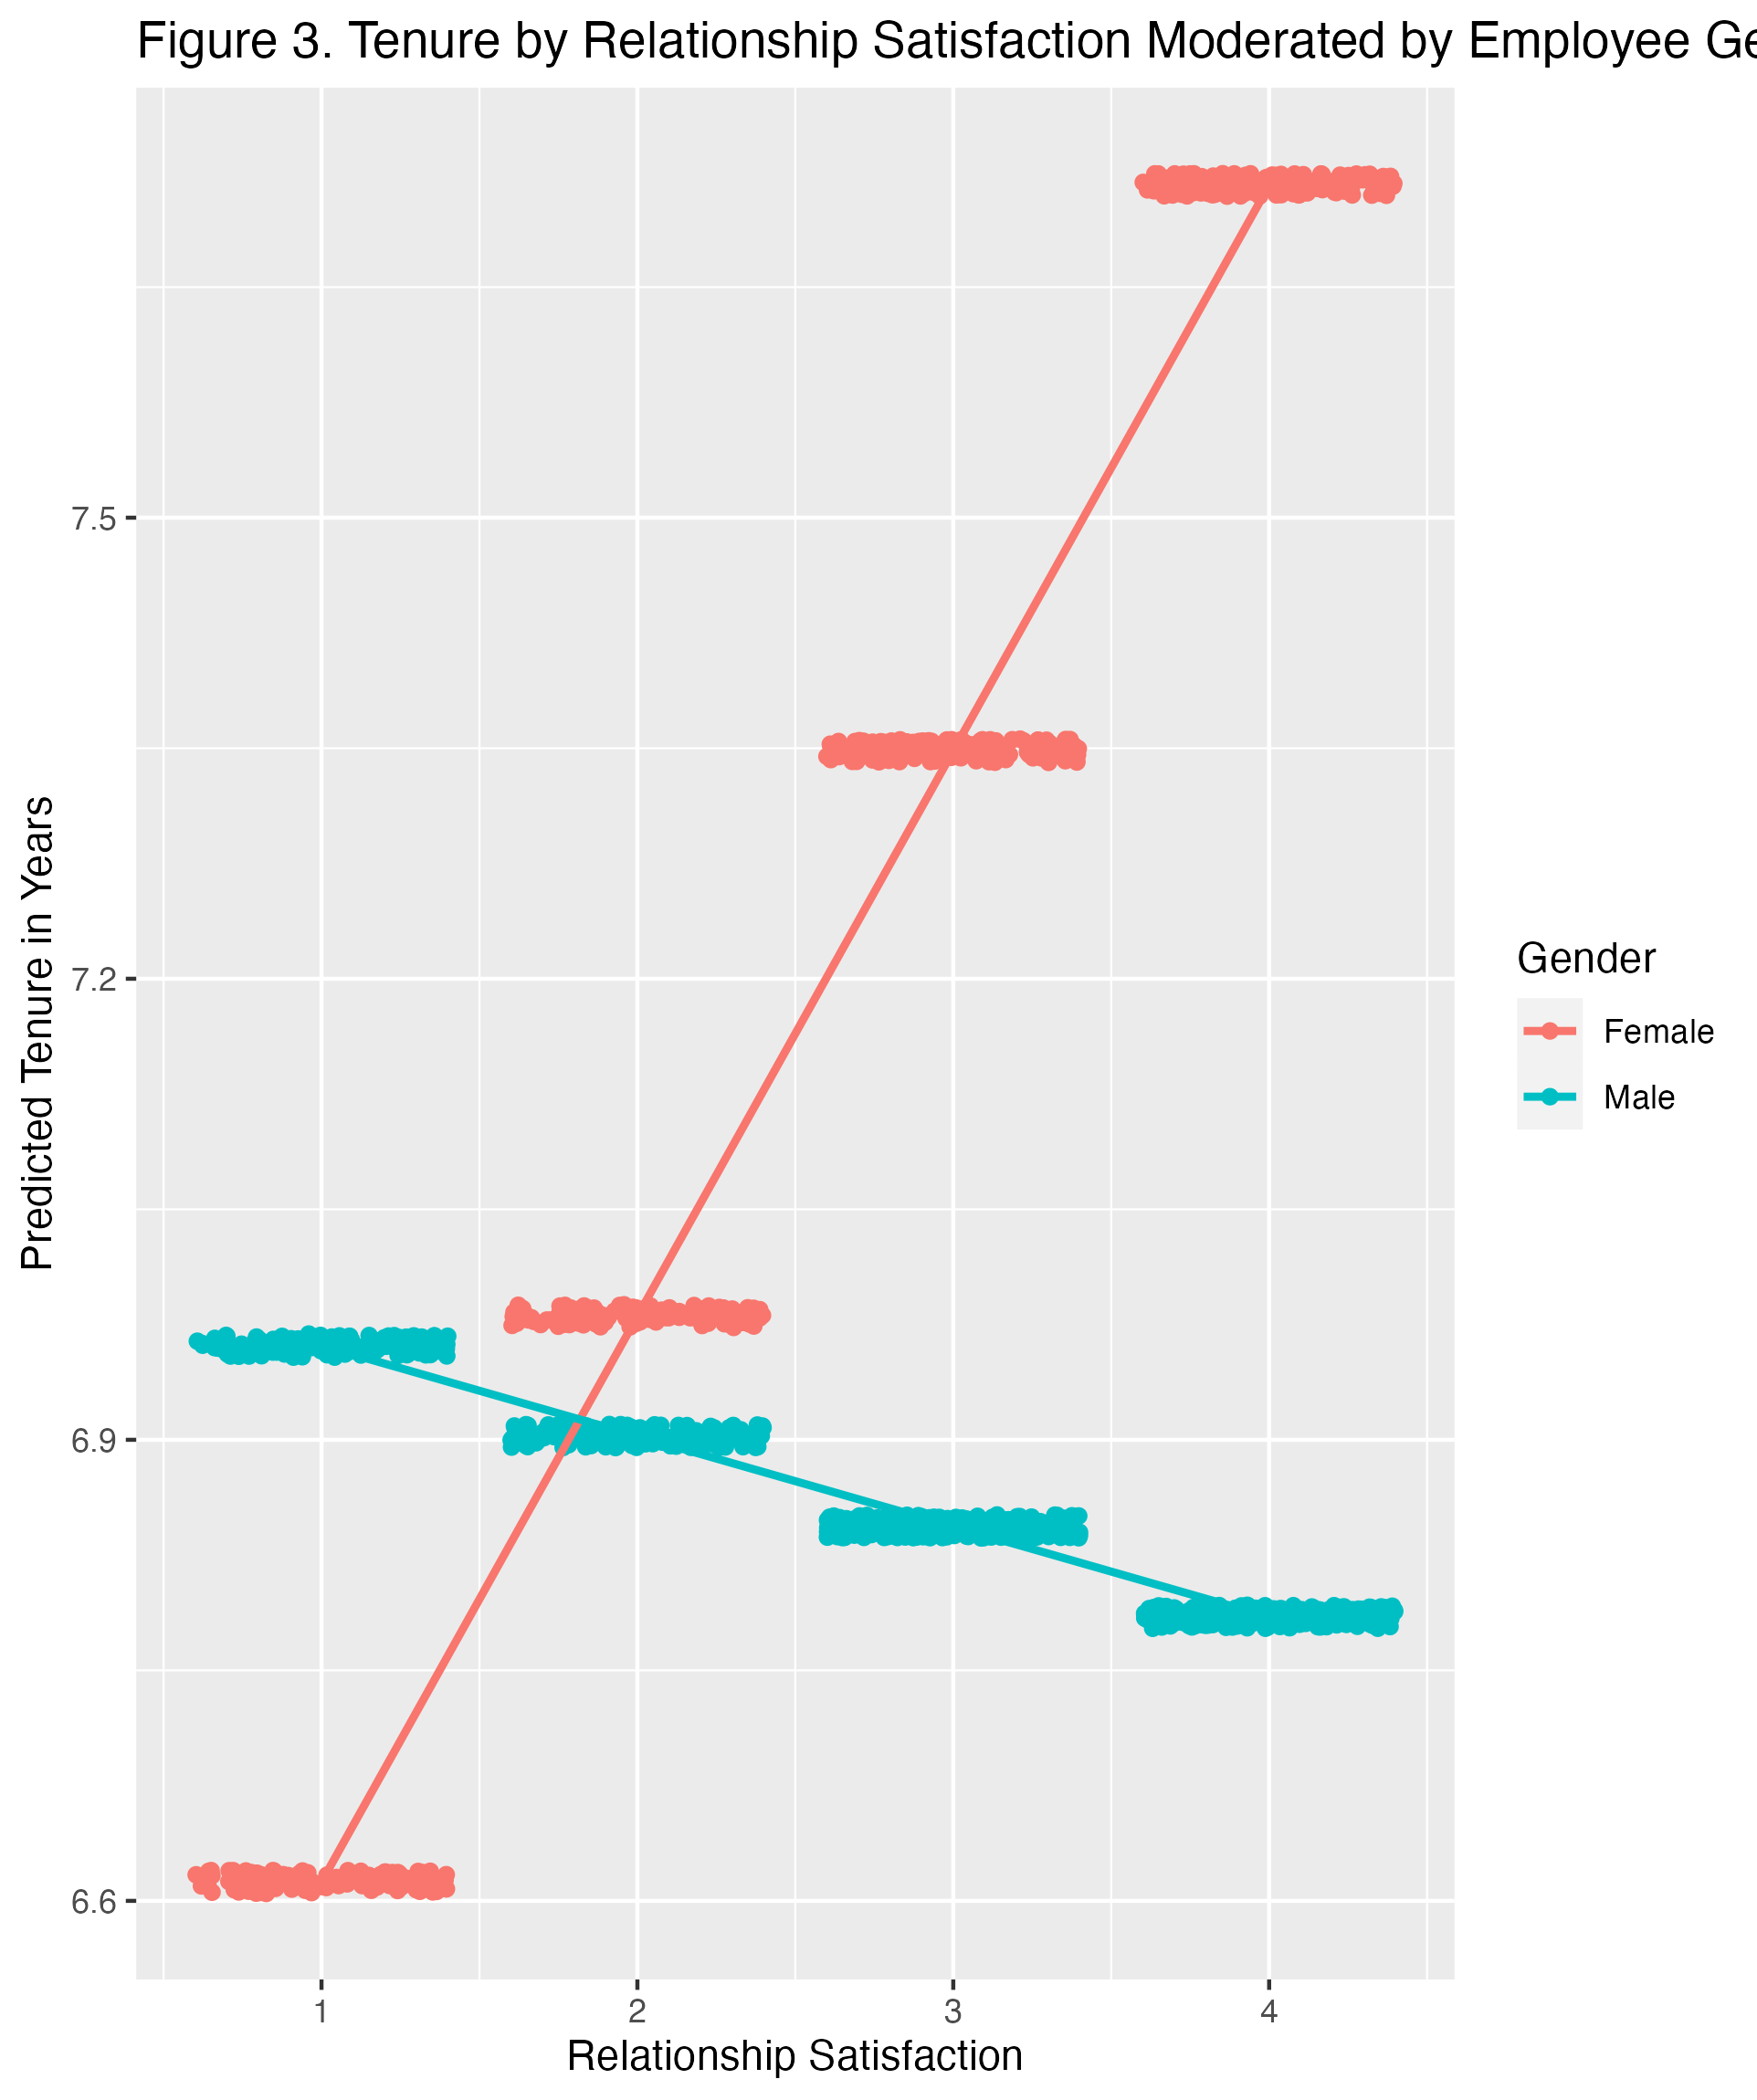 Figure 3. Tenure by Relationship Satisfaction Moderated by Employee Ge
Predicted Tenure in Years
7.5
7.2
6.9
6.6
1 2 3 4
Relationship Satisfaction
Gender
Female
Male